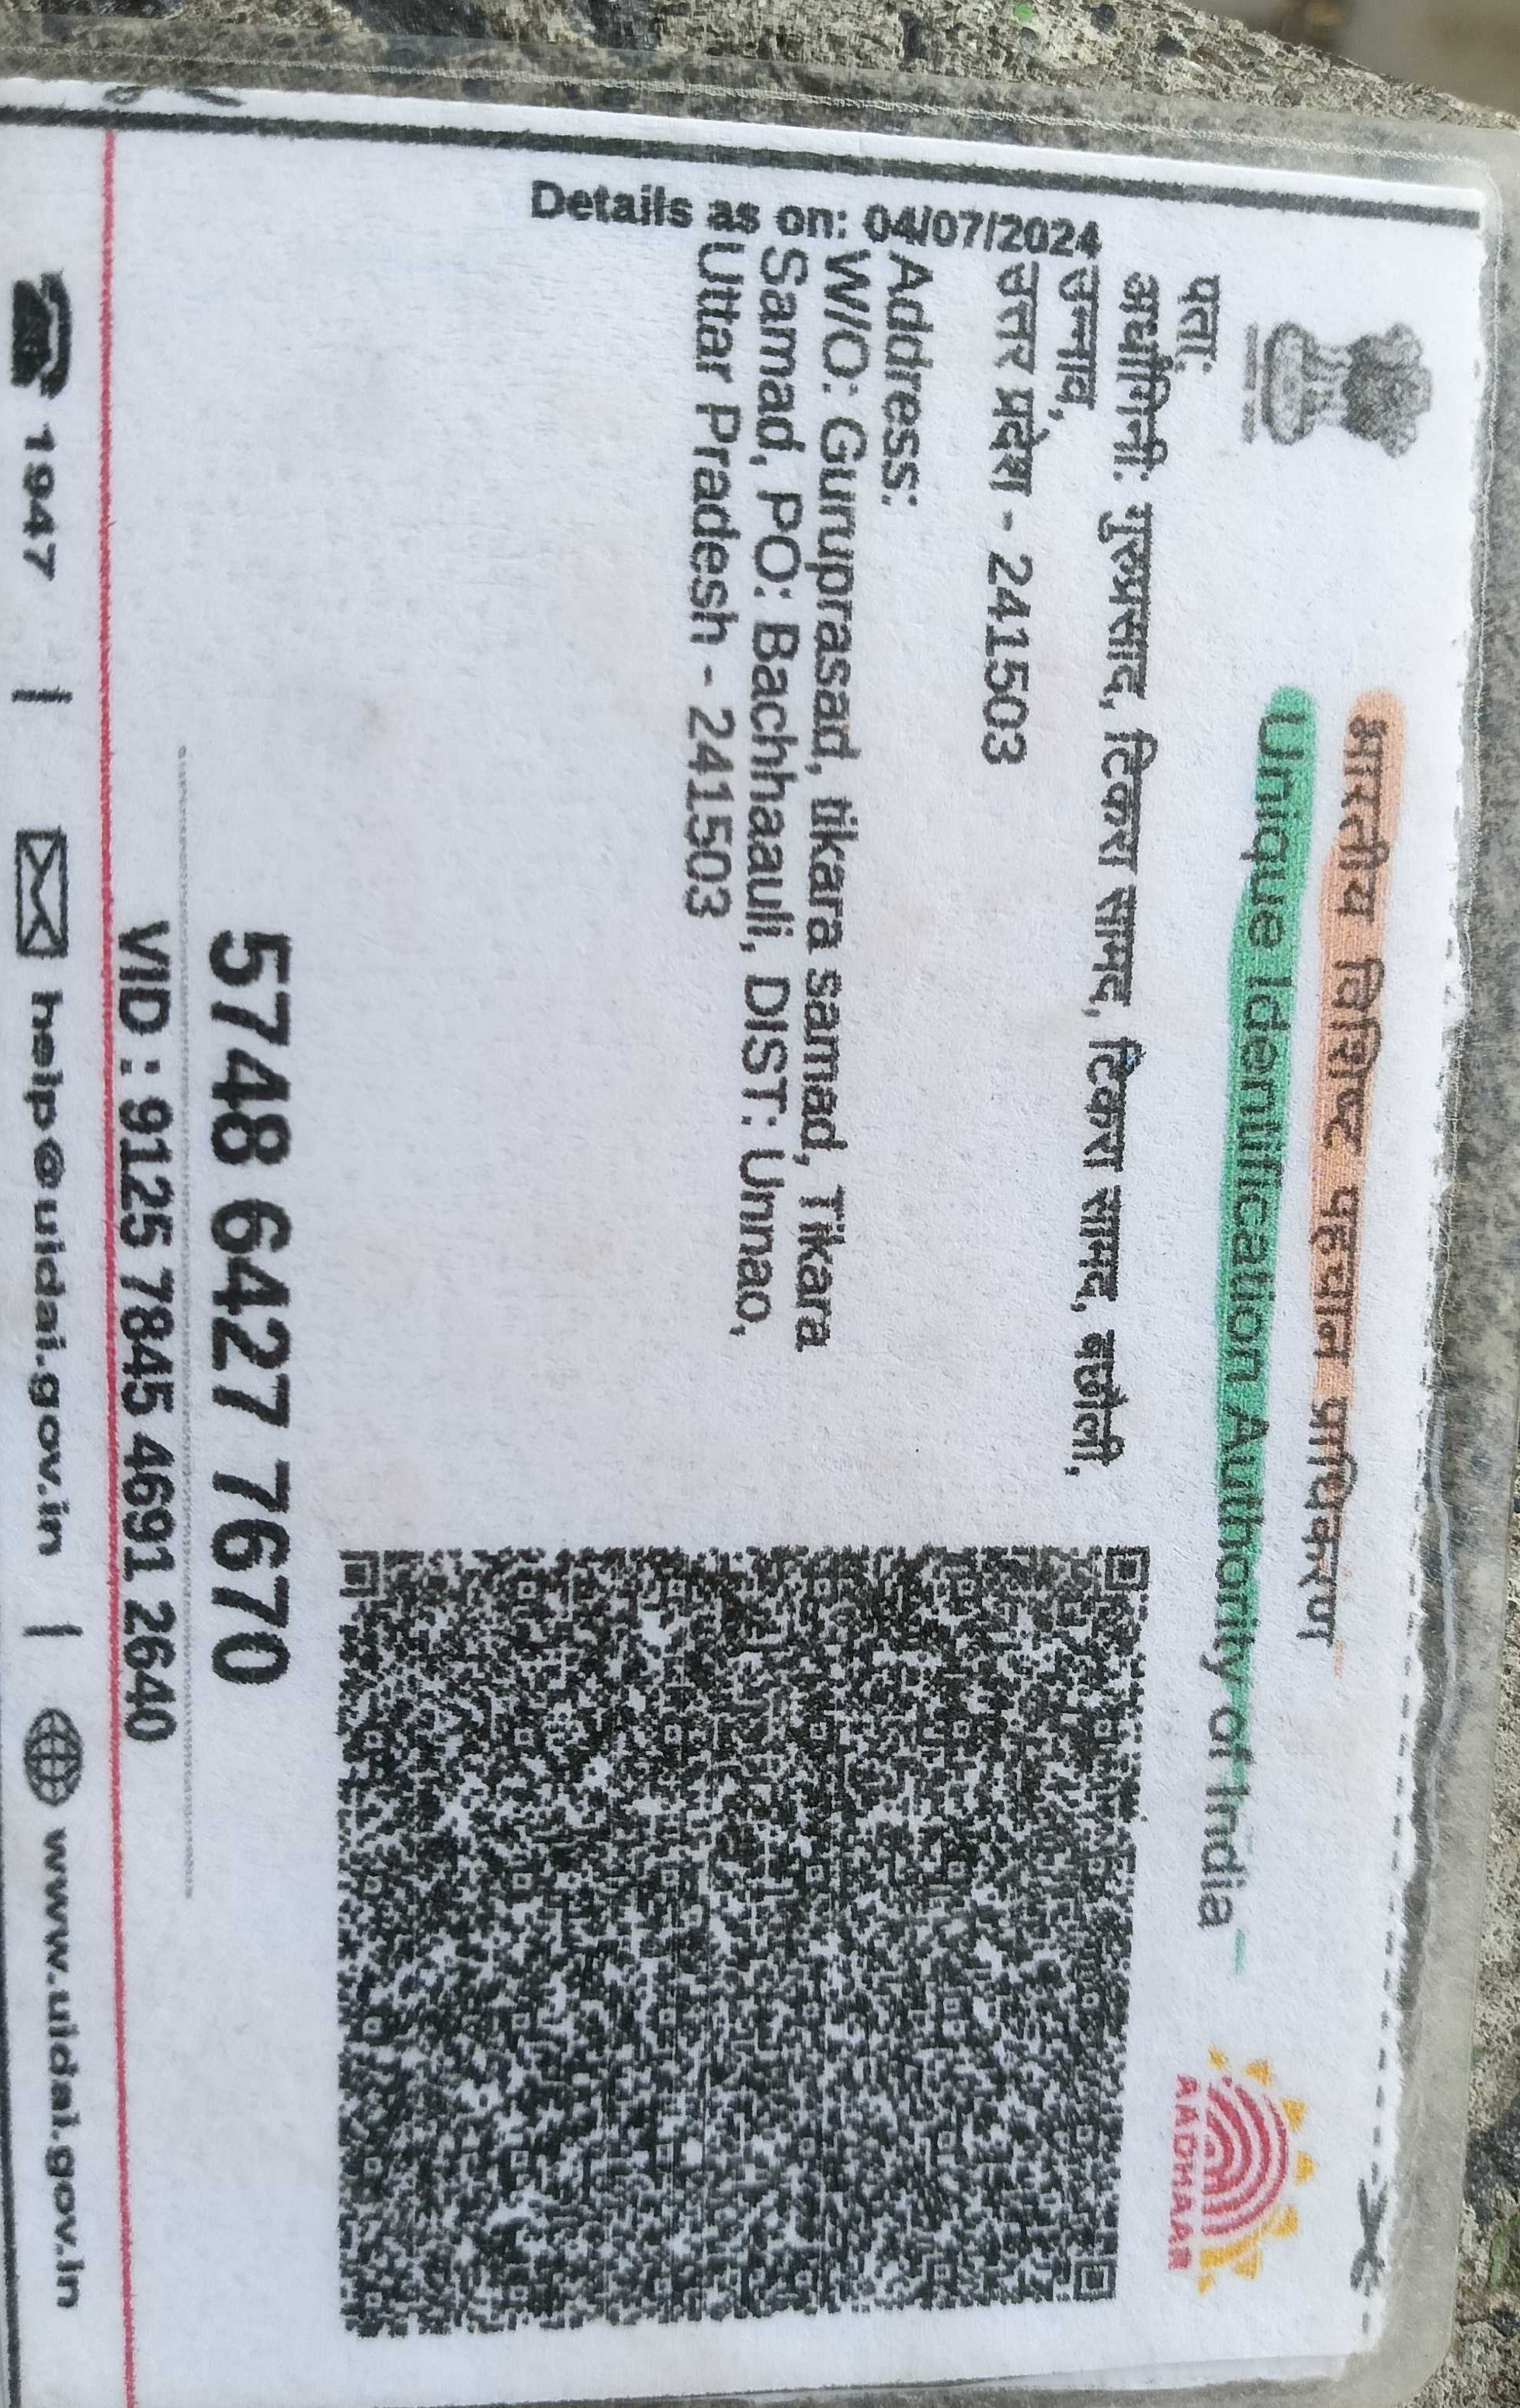 भारतीय विशिष्ट पहचान प्राधिकरण
Unique Identification Authority of India
AADHAAR
Details as on: 04/07/2024
पता:
अर्धांगिनी: गुरुप्रसाद, टिकरा सामद, टिकरा सामद, बछौली,
उन्नाव,
उत्तर प्रदेश - 241503
Address:
W/O: Guruprasad, tikara samad, Tikara
Samad, PO: Bachhaauli, DIST: Unnao,
Uttar Pradesh - 241503
5748 6427 7670
VID : 9125 7845 4691 2640
1947 | help@uidai.gov.in | www.uidai.gov.in